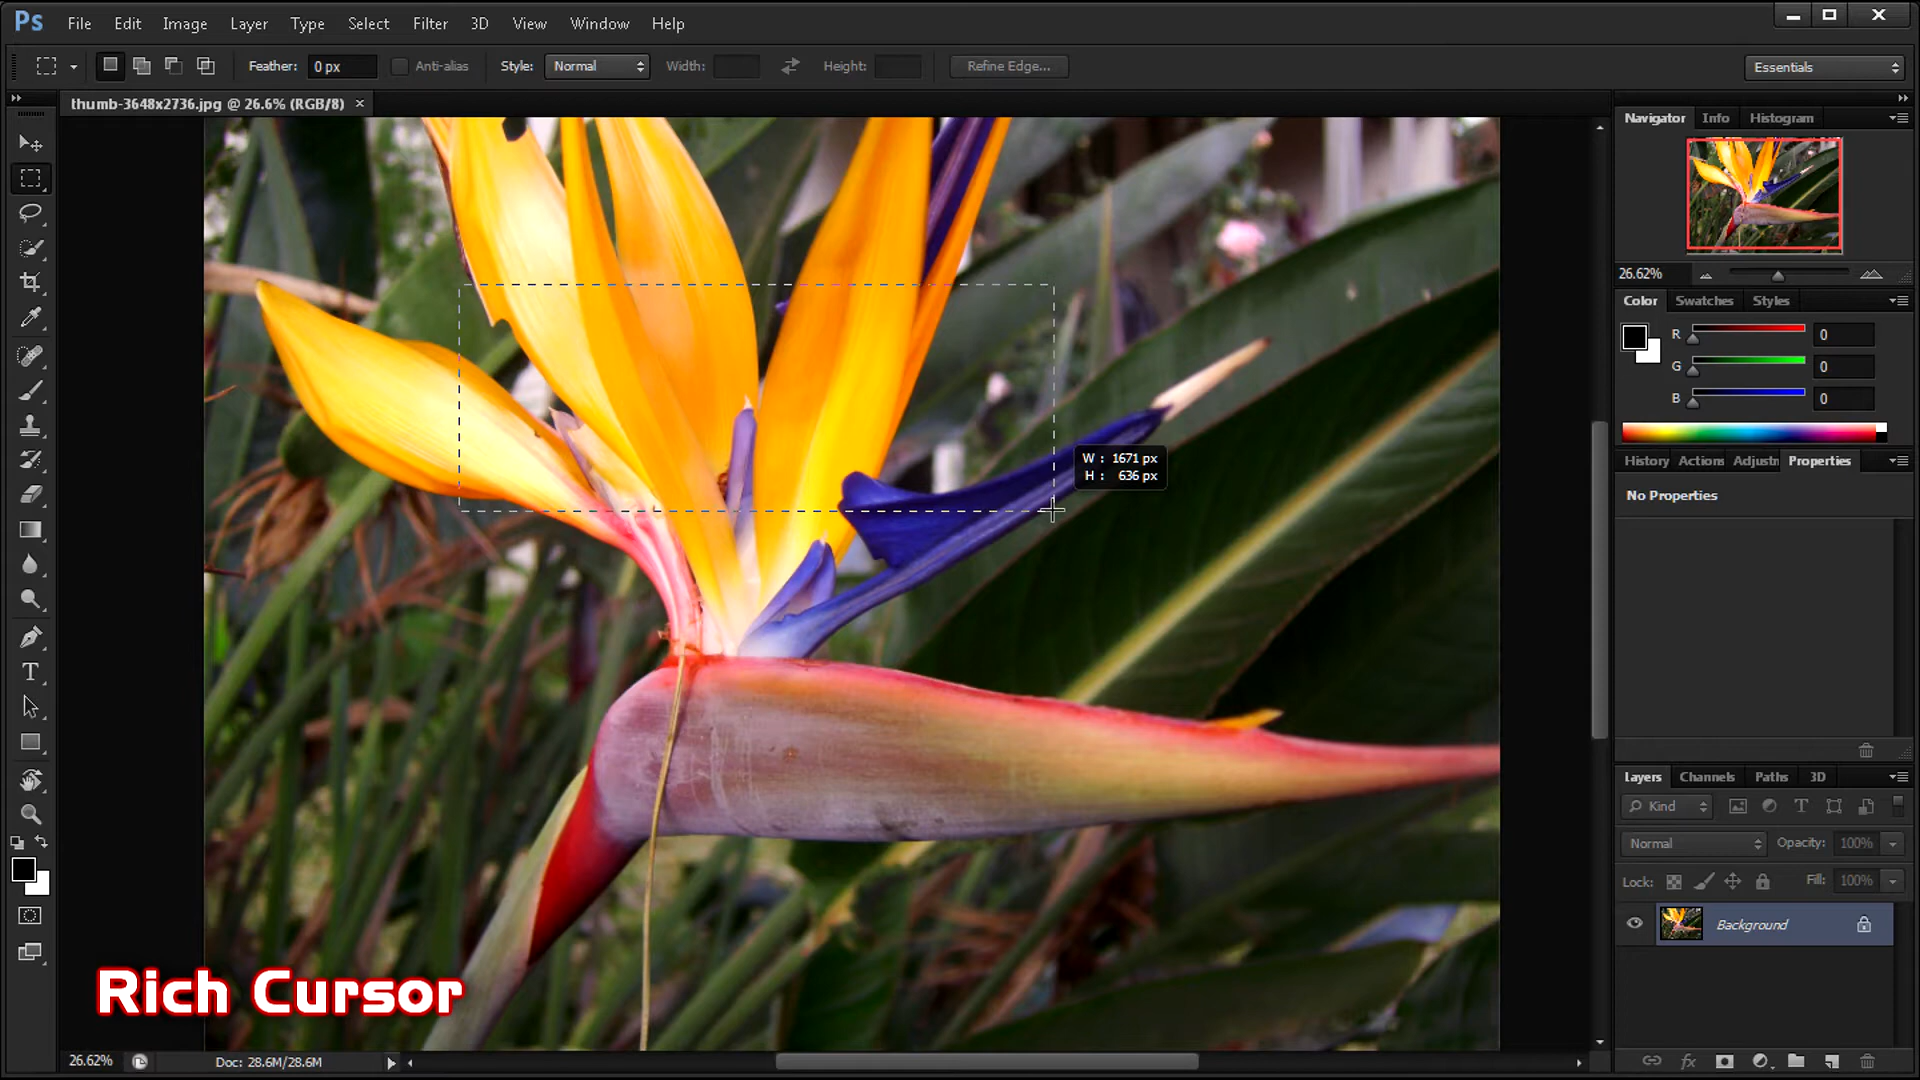 Ps File Edit Image Layer Type Select Filter 3D View Window Help
Feather: 0 px Anti-alias Style: Normal Width: Height: Refine Edge... Essentials
thumb-3648x2736.jpg @ 26.6% (RGB/8) ×
Navigator Info Histogram
26.62%
Color Swatches Styles
R 0
G 0
B 0
W : 1671 px
H : 636 px
History Actions Adjustn Properties
No Properties
T
Layers Channels Paths 3D
Kind T
Normal Opacity: 100%
Lock: Fill: 100%
Background
Rich Cursor
26.62% Doc: 28.6M/28.6M
fx